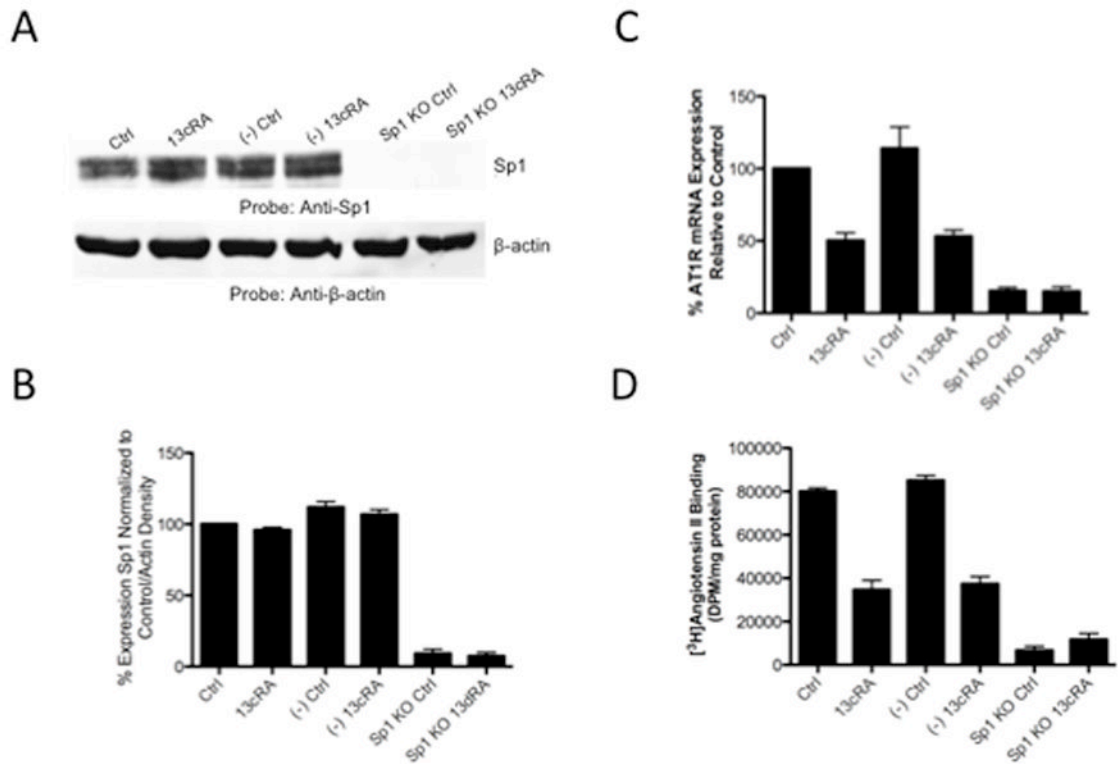 A
Ctrl
13cRA
(-) Ctrl
(-) 13cRA
Sp1 KO Ctrl
Sp1 KO 13cRA
Sp1
Probe: Anti-Sp1
β-actin
Probe: Anti-β-actin
B
% Expression Sp1 Normalized to
Control/Actin Density
150
100
50
0
Ctrl
13cRA
(-) Ctrl
(-) 13cRA
Sp1 KO Ctrl
Sp1 KO 13dRA
C
% AT1R mRNA Expression
Relative to Control
150
100
50
0
Ctrl
13cRA
(-) Ctrl
(-) 13cRA
Sp1 KO Ctrl
Sp1 KO 13cRA
D
[³H]Angiotensin II Binding
(DPM/mg protein)
100000
80000
60000
40000
20000
0
Ctrl
13cRA
(-) Ctrl
(-) 13cRA
Sp1 KO Ctrl
Sp1 KO 13cRA